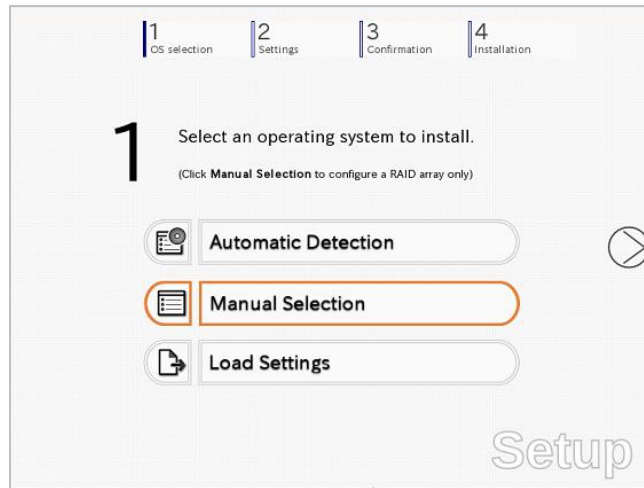 1
OS selection
2
Settings
3
Confirmation
4
Installation
1
Select an operating system to install.
(Click Manual Selection to configure a RAID array only)
Automatic Detection
Manual Selection
Load Settings
Setup